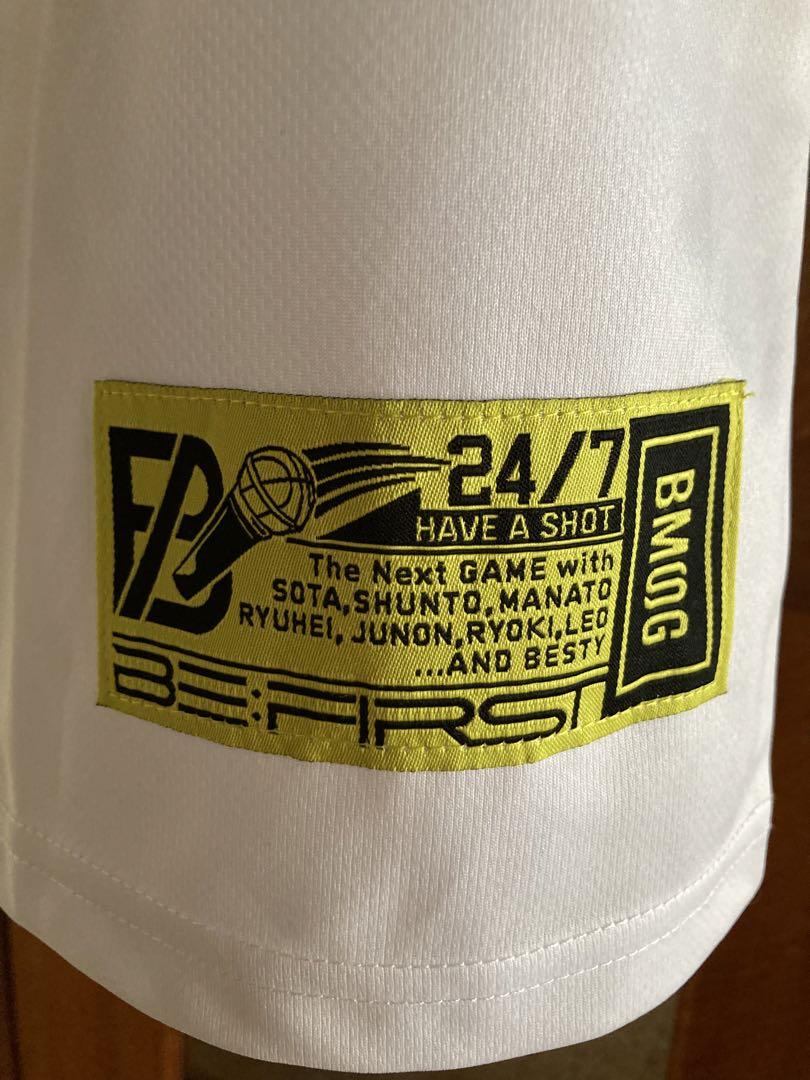 FB
24/7
HAVE A SHOT
The Next GAME with
SOTA,SHUNTO,MANATO
RYUHEI,JUNON,RYOKI,LEO
...AND BESTY
BE:FIRST
BMSG